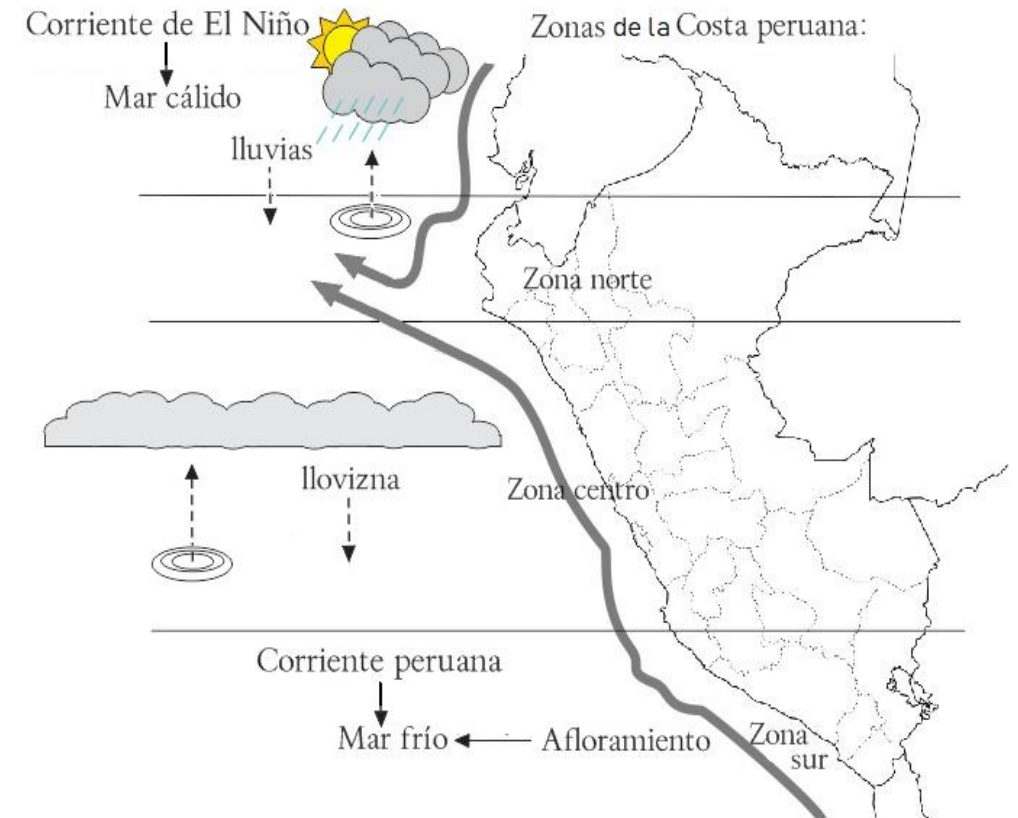 Corriente de El Niño
Mar cálido
lluvias
Zonas de la Costa peruana:
Zona norte
llovizna
Zona centro
Corriente peruana
Mar frío
Afloramiento
Zona
sur